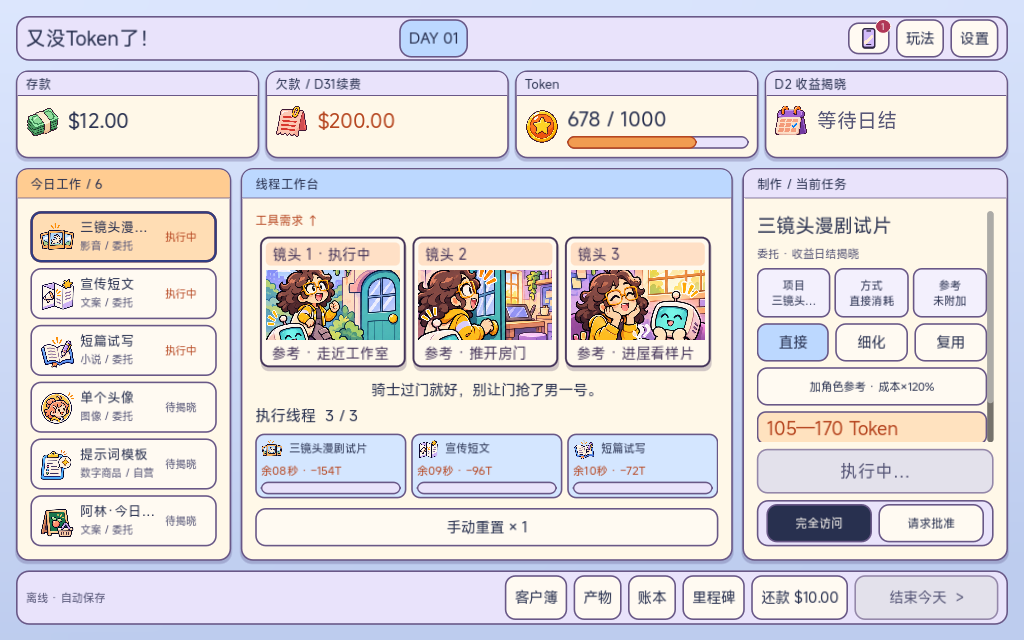 又没Token了!
DAY 01
1
玩法
设置
存款
$12.00
欠款 / D31续费
$200.00
Token
678 / 1000
D2 收益揭晓
等待日结
今日工作 / 6
三镜头漫…
影音 / 委托
执行中
宣传短文
文案 / 委托
执行中
短篇试写
小说 / 委托
执行中
单个头像
图像 / 委托
待揭晓
提示词模板
数字商品 / 自营
待揭晓
阿林·今日…
文案 / 委托
待揭晓
线程工作台
工具需求 ↑
镜头 1 · 执行中
参考 · 走近工作室
镜头 2
参考 · 推开房门
镜头 3
参考 · 进屋看样片
骑士过门就好，别让门抢了男一号。
执行线程 3 / 3
三镜头漫剧试片
余08秒 · −154T
宣传短文
余09秒 · −96T
短篇试写
余10秒 · −72T
手动重置 × 1
制作 / 当前任务
三镜头漫剧试片
委托 · 收益日结揭晓
项目
三镜头…
方式
直接消耗
参考
未附加
直接
细化
复用
加角色参考 · 成本×120%
105—170 Token
执行中…
完全访问
请求批准
离线 · 自动保存
客户簿
产物
账本
里程碑
还款 $10.00
结束今天 >